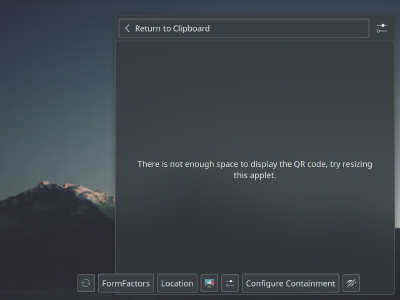 Return to Clipboard
There is not enough space to display the QR code, try resizing
this applet.
FormFactors
Location
Configure Containment